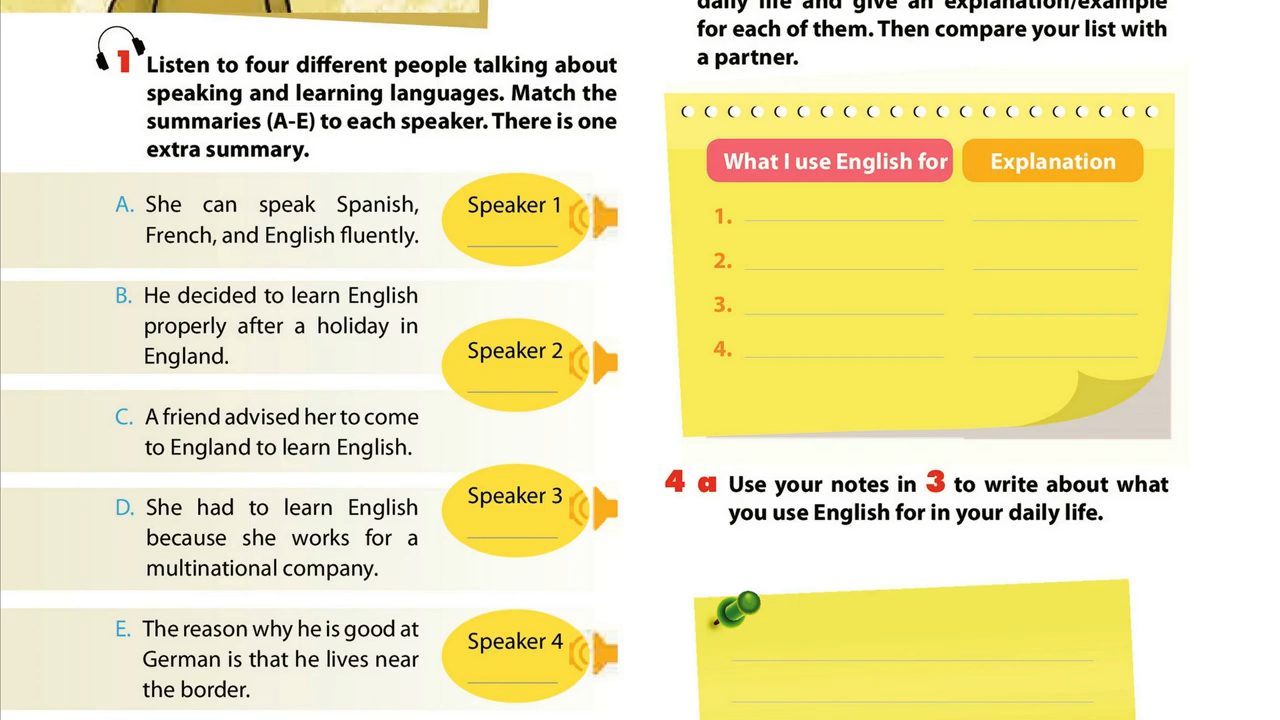 1 Listen to four different people talking about
speaking and learning languages. Match the
summaries (A-E) to each speaker. There is one
extra summary.
A. She can speak Spanish,
French, and English fluently.
B. He decided to learn English
properly after a holiday in
England.
C. A friend advised her to come
to England to learn English.
D. She had to learn English
because she works for a
multinational company.
E. The reason why he is good at
German is that he lives near
the border.
Speaker 1
Speaker 2
Speaker 3
Speaker 4
daily life and give an explanation/example
for each of them. Then compare your list with
a partner.
What I use English for
Explanation
1.
2.
3.
4.
4 a Use your notes in 3 to write about what
you use English for in your daily life.